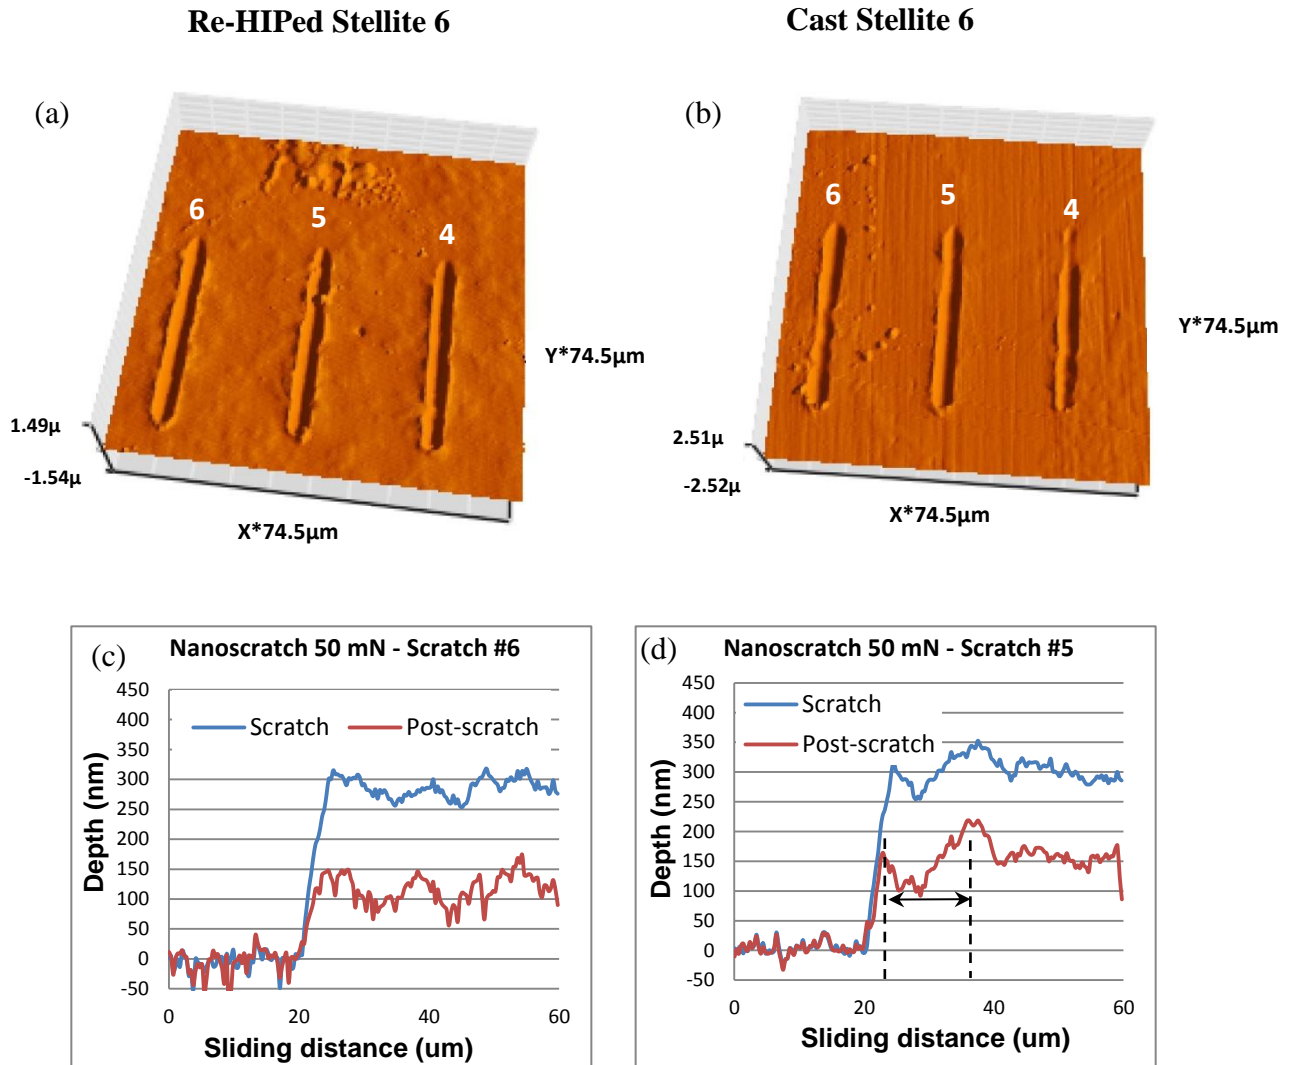 Re-HIPed Stellite 6
Cast Stellite 6
(a)
6
5
4
Y*74.5µm
1.49µ
-1.54µ
X*74.5µm
(b)
6
5
4
Y*74.5µm
2.51µ
-2.52µ
X*74.5µm
(c)
Nanoscratch 50 mN - Scratch #6
450
400
350
300
250
200
150
100
50
0
-50
Scratch
Post-scratch
Depth (nm)
0
20
40
60
Sliding distance (um)
(d)
Nanoscratch 50 mN - Scratch #5
450
400
350
300
250
200
150
100
50
0
-50
Scratch
Post-scratch
Depth (nm)
0
20
40
60
Sliding distance (um)